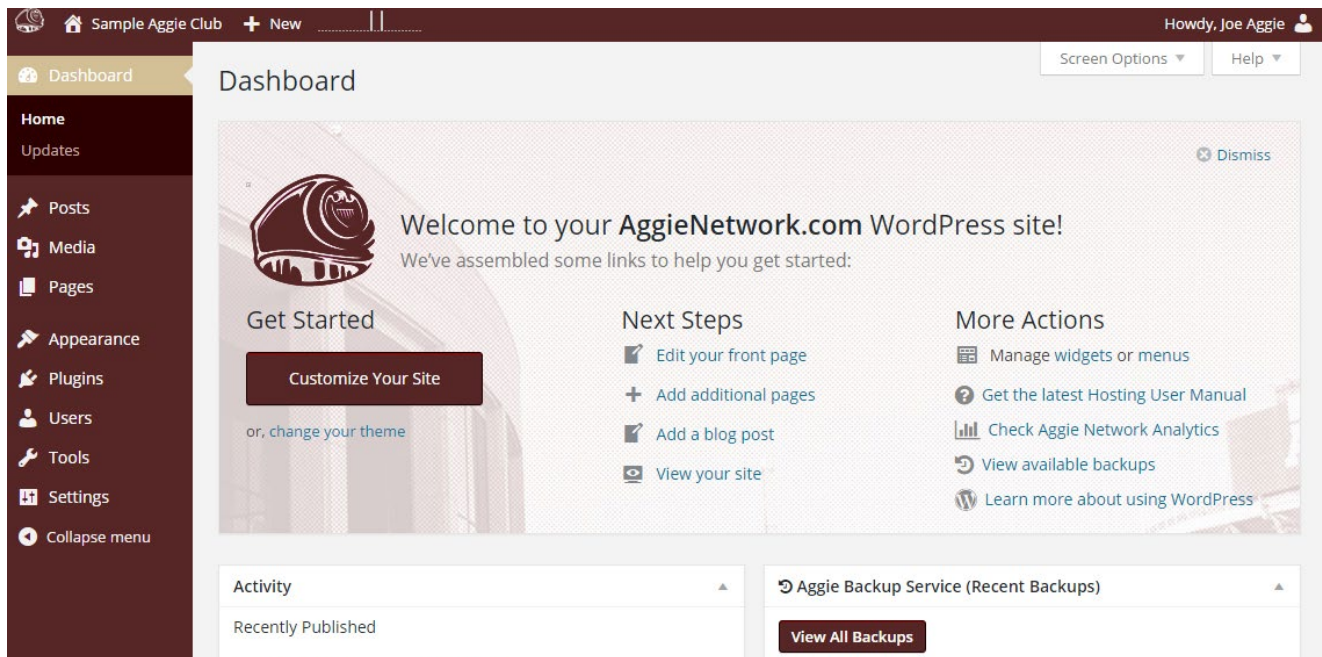 Sample Aggie Club New Howdy, Joe Aggie
Screen Options Help
Dashboard
Home
Updates
Posts
Media
Pages
Appearance
Plugins
Users
Tools
Settings
Collapse menu
Dashboard
Dismiss
Welcome to your AggieNetwork.com WordPress site!
We've assembled some links to help you get started:
Get Started
Customize Your Site
or, change your theme
Next Steps
Edit your front page
Add additional pages
Add a blog post
View your site
More Actions
Manage widgets or menus
Get the latest Hosting User Manual
Check Aggie Network Analytics
View available backups
Learn more about using WordPress
Activity
Recently Published
Aggie Backup Service (Recent Backups)
View All Backups